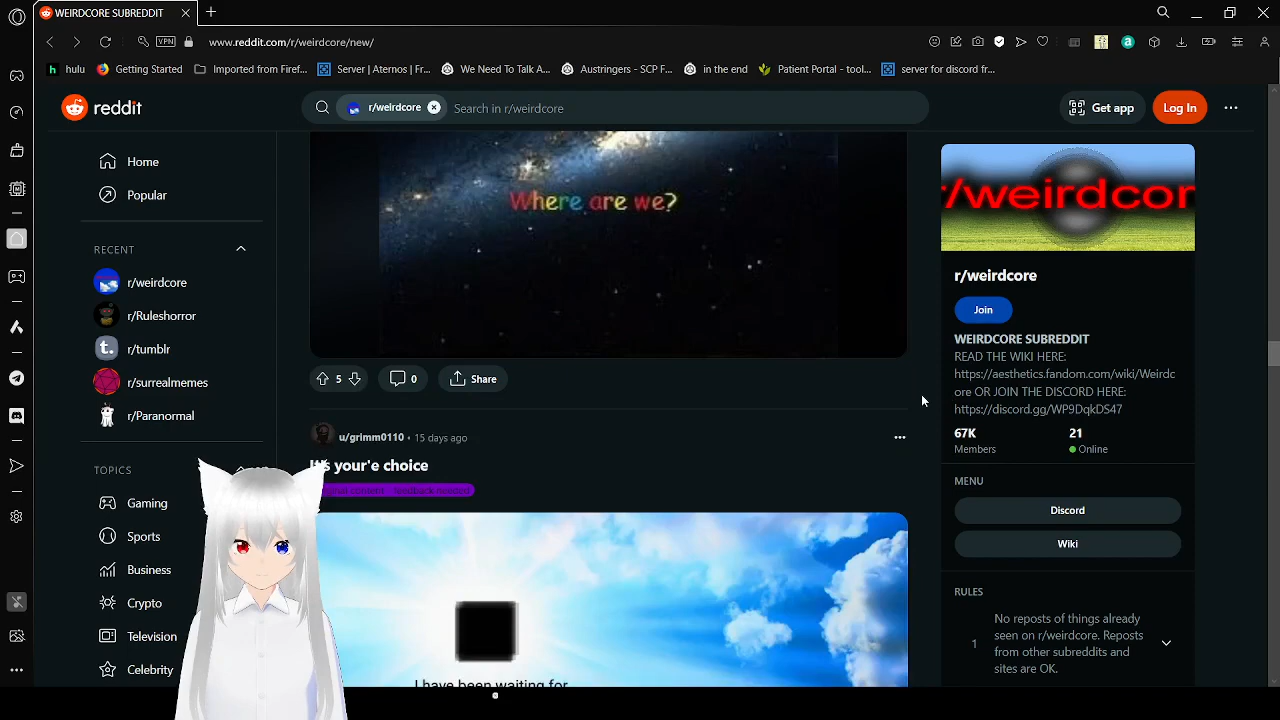 WEIRDCORE SUBREDDIT
VPN
www.reddit.com/r/weirdcore/new/
hulu
Getting Started
Imported from Firef...
Server | Aternos | Fr...
We Need To Talk A...
Austringers - SCP F...
in the end
Patient Portal - tool...
server for discord fr...
reddit
r/weirdcore
Search in r/weirdcore
Get app
Log In
Home
Popular
RECENT
r/weirdcore
r/Ruleshorror
r/tumblr
r/surrealmemes
r/Paranormal
TOPICS
Gaming
Sports
Business
Crypto
Television
Celebrity
Where are we?
5
0
Share
u/grimm0110 • 15 days ago
It's your'e choice
content - feedback needed
I have been waiting for
r/weirdcor
r/weirdcore
Join
WEIRDCORE SUBREDDIT
READ THE WIKI HERE:
https://aesthetics.fandom.com/wiki/Weirdc
ore OR JOIN THE DISCORD HERE:
https://discord.gg/WP9DqkDS47
67K
Members
21
Online
MENU
Discord
Wiki
RULES
1
No reposts of things already
seen on r/weirdcore. Reposts
from other subreddits and
sites are OK.